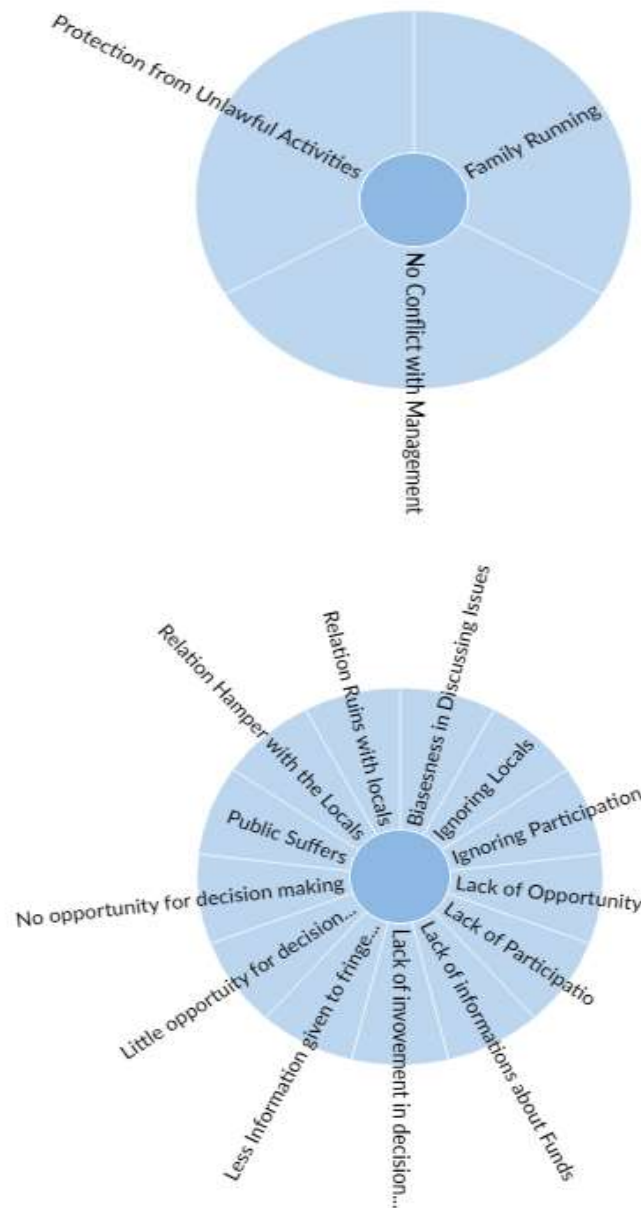 Protection from Unlawful Activities
Family Running
No Conflict with Management
Biasesness in Discussing Issues
Ignoring Locals
Ignoring Participation
Lack of Opportunity
Lack of Participatio
Lack of informations about Funds
Lack of invovement in decision...
Less Information given to fringe...
Little opportuity for decision...
No opportunity for decision making
Public Suffers
Relation Hamper with the Locals
Relation Ruins with locals